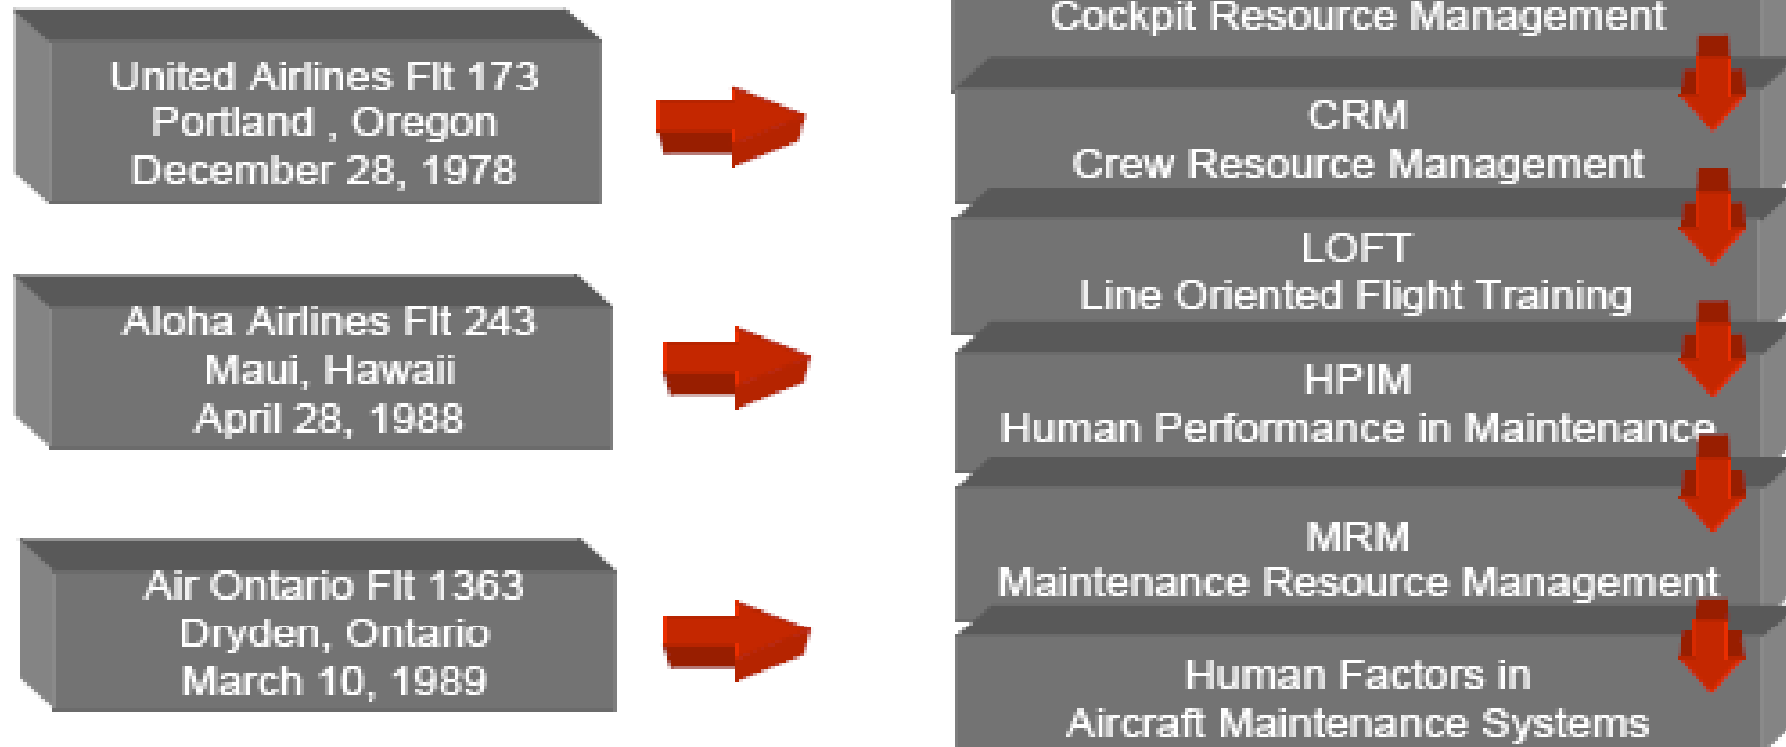 United Airlines Flt 173
Portland , Oregon
December 28, 1978
Aloha Airlines Flt 243
Maui, Hawaii
April 28, 1988
Air Ontario Flt 1363
Dryden, Ontario
March 10, 1989
Cockpit Resource Management
CRM
Crew Resource Management
LOFT
Line Oriented Flight Training
HPIM
Human Performance in Maintenance
MRM
Maintenance Resource Management
Human Factors in
Aircraft Maintenance Systems